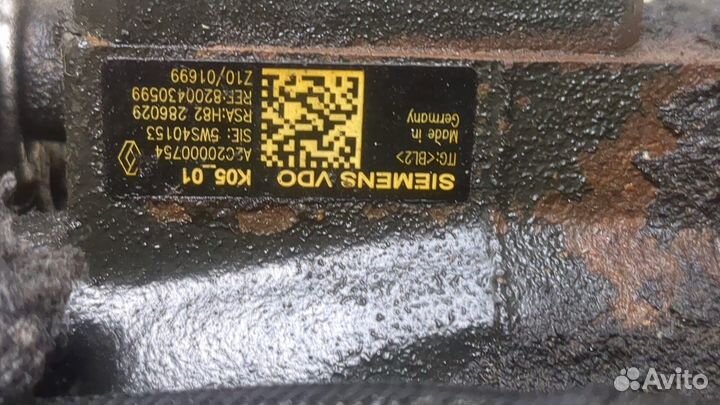 SIEMENS VDO K05_01
ITG:<BL2>
A2C20000754
SIE: 5WS40153
RSA:H82 286029
REF:8200430599
Z10/01699
Made in
Germany
Avito